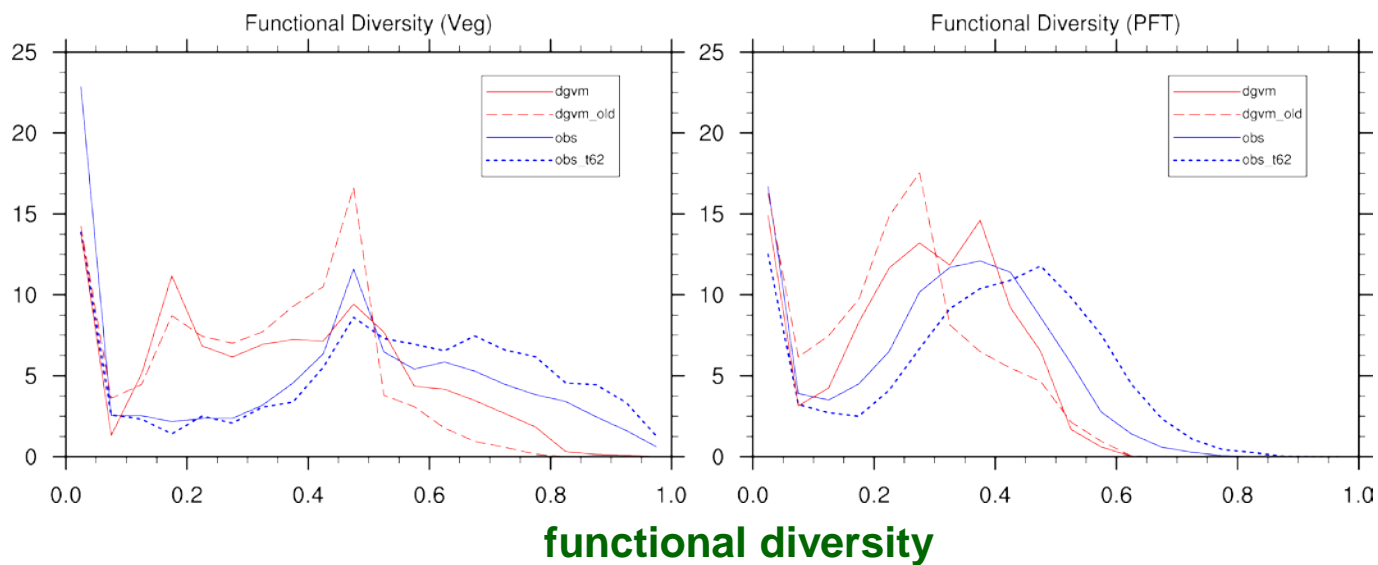 Functional Diversity (Veg)
25
20
15
10
5
0
0.0 0.2 0.4 0.6 0.8 1.0
dgvm
dgvm_old
obs
obs_t62
Functional Diversity (PFT)
25
20
15
10
5
0
0.0 0.2 0.4 0.6 0.8 1.0
dgvm
dgvm_old
obs
obs_t62
functional diversity